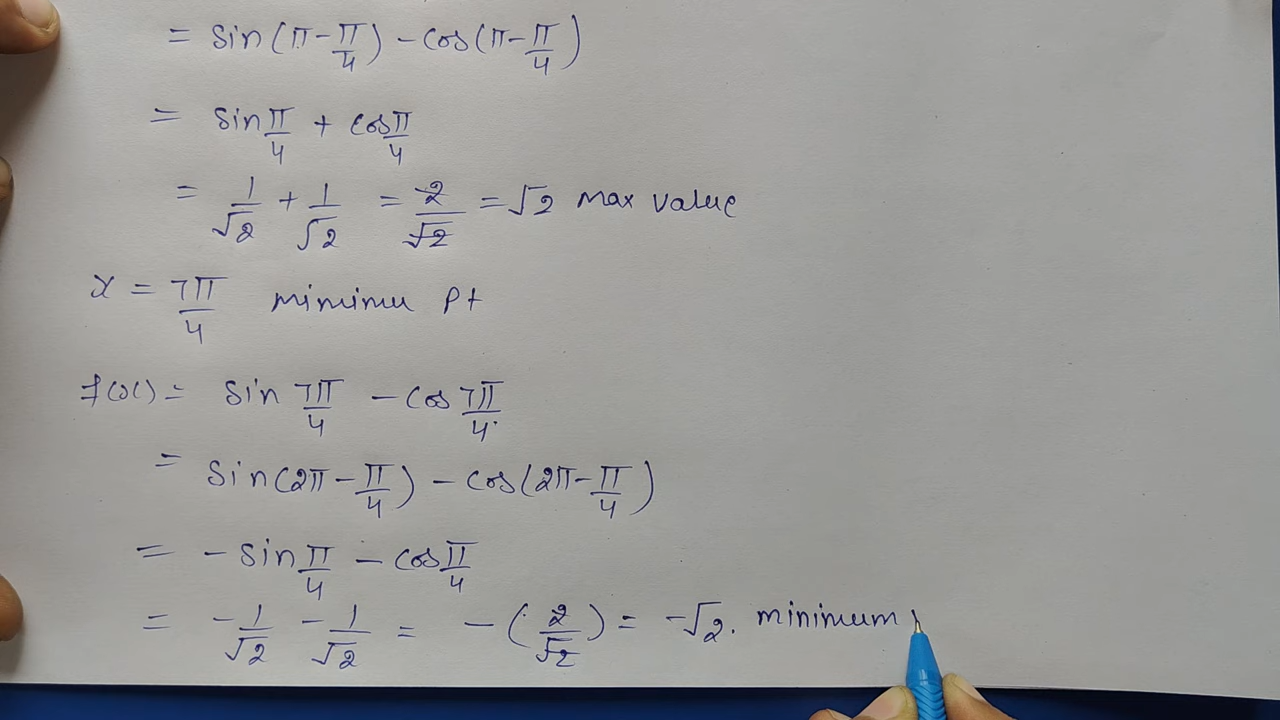 = sin(π-π/4) - cos(π-π/4)
= sin π/4 + cos π/4
= 1/√2 + 1/√2 = 2/√2 = √2 max value
x = 7π/4 minimu pt
f(x) = sin 7π/4 - cos 7π/4.
= sin(2π-π/4) - cos(2π-π/4)
= -sin π/4 - cos π/4
= -1/√2 - 1/√2 = -(2/√2) = -√2. minimum